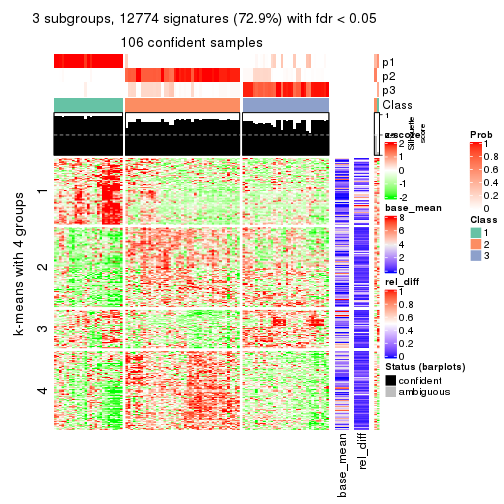 3 subgroups, 12774 signatures (72.9%) with fdr < 0.05
106 confident samples
p1
p2
p3
Class
1
Silhouette
score
z-score
2
1
0
-1
-2
base_mean
8
6
4
2
0
rel_diff
1
0.8
0.6
0.4
0.2
0
Status (barplots)
confident
ambiguous
Prob
1
0.8
0.6
0.4
0.2
0
Class
1
2
3
k-means with 4 groups
1
2
3
4
base_mean
rel_diff